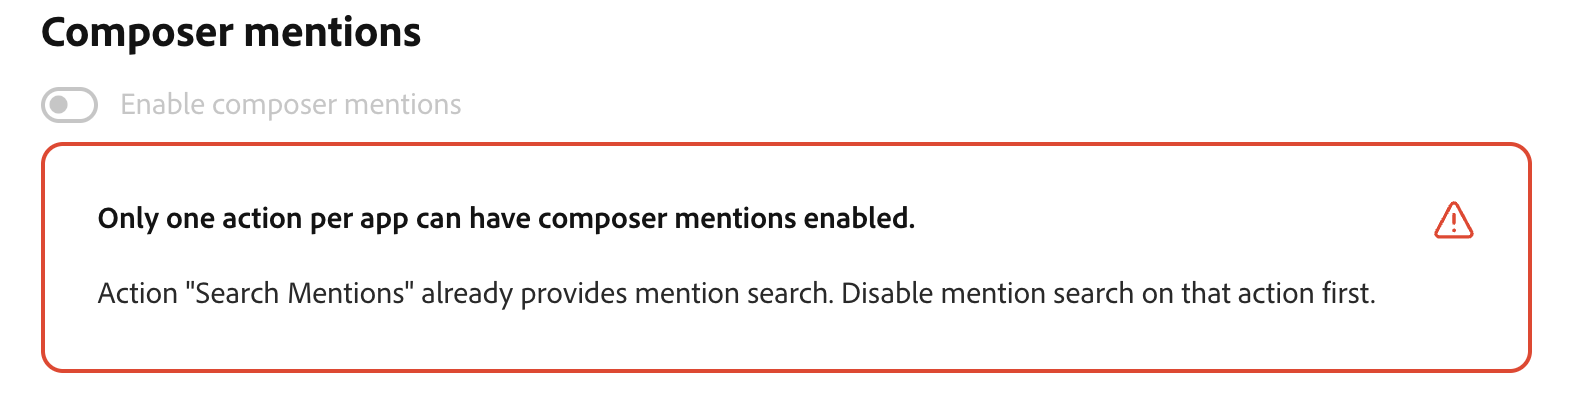 Composer mentions
Enable composer mentions
Only one action per app can have composer mentions enabled.
Action "Search Mentions" already provides mention search. Disable mention search on that action first.